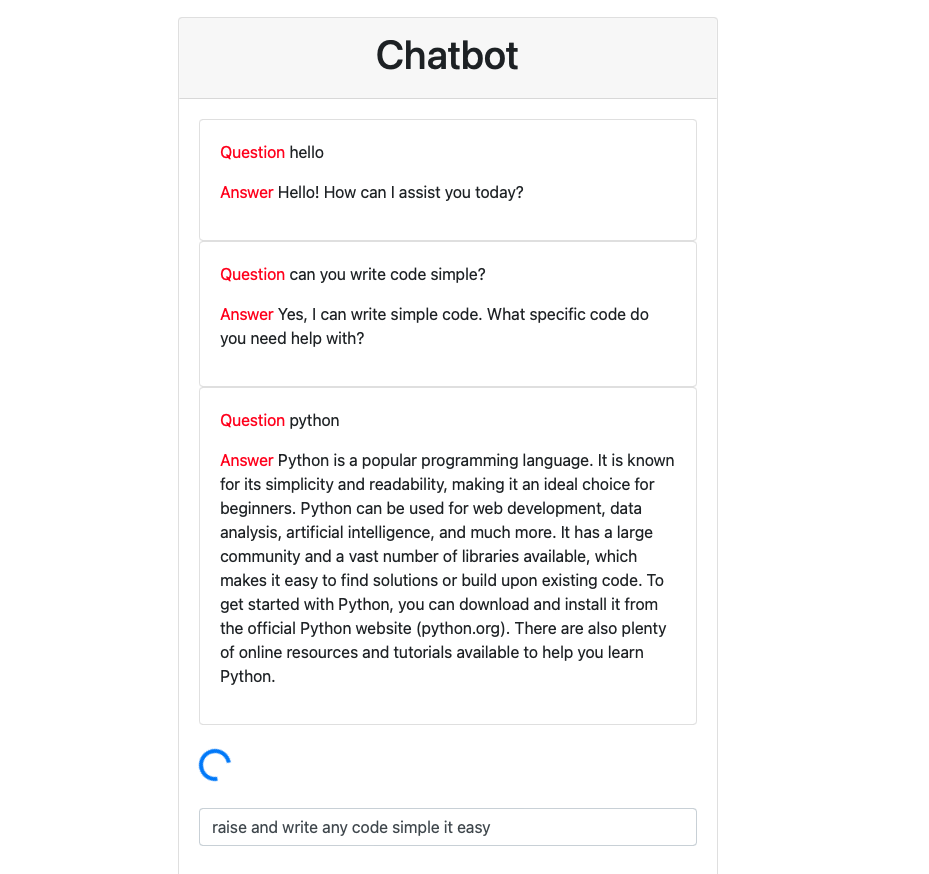 Chatbot
Question hello
Answer Hello! How can I assist you today?
Question can you write code simple?
Answer Yes, I can write simple code. What specific code do
you need help with?
Question python
Answer Python is a popular programming language. It is known
for its simplicity and readability, making it an ideal choice for
beginners. Python can be used for web development, data
analysis, artificial intelligence, and much more. It has a large
community and a vast number of libraries available, which
makes it easy to find solutions or build upon existing code. To
get started with Python, you can download and install it from
the official Python website (python.org). There are also plenty
of online resources and tutorials available to help you learn
Python.
raise and write any code simple it easy